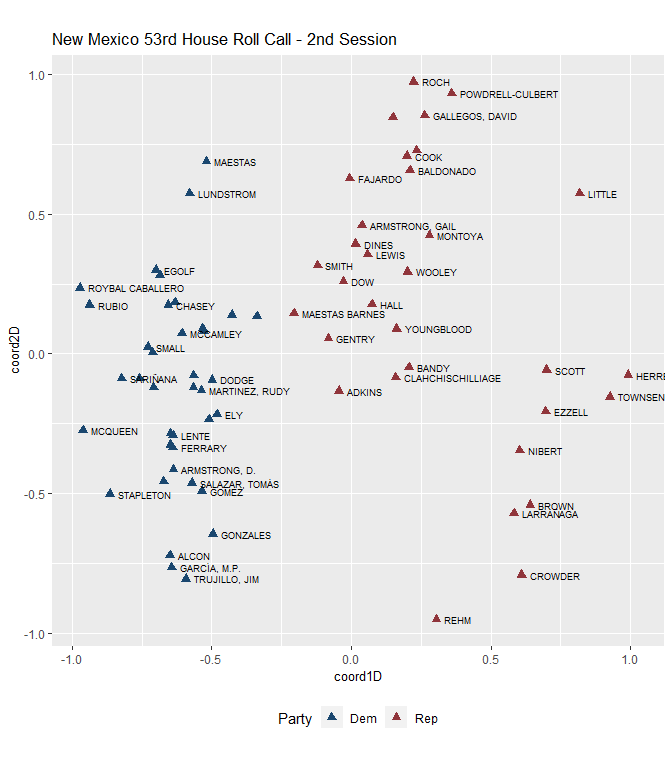 New Mexico 53rd House Roll Call - 2nd Session
1.0
ROCH
POWDRELL-CULBERT
GALLEGOS, DAVID
COOK
MAESTAS
BALDONADO
FAJARDO
LUNDSTROM
LITTLE
0.5
ARMSTRONG, GAIL
MONTOYA
DINES
LEWIS
SMITH
EGOLF
WOOLEY
DOW
ROYBAL CABALLERO
RUBIO
CHASEY
HALL
MAESTAS BARNES
YOUNGBLOOD
MCCAMLEY
GENTRY
coord2D
SMALL
0.0
BANDY
SCOTT
HERRE
SARIÑANA
DODGE
CLAHCHISCHILLIAGE
MARTINEZ, RUDY
ADKINS
TOWNSEN
ELY
EZZELL
MCQUEEN
LENTE
FERRARY
NIBERT
ARMSTRONG, D.
SALAZAR, TOMÁS
GOMEZ
STAPLETON
-0.5
BROWN
LARRAÑAGA
GONZALES
ALCON
GARCÍA, M.P.
TRUJILLO, JIM
CROWDER
REHM
-1.0
-1.0 -0.5 0.0 0.5 1.0
coord1D
Party Dem Rep